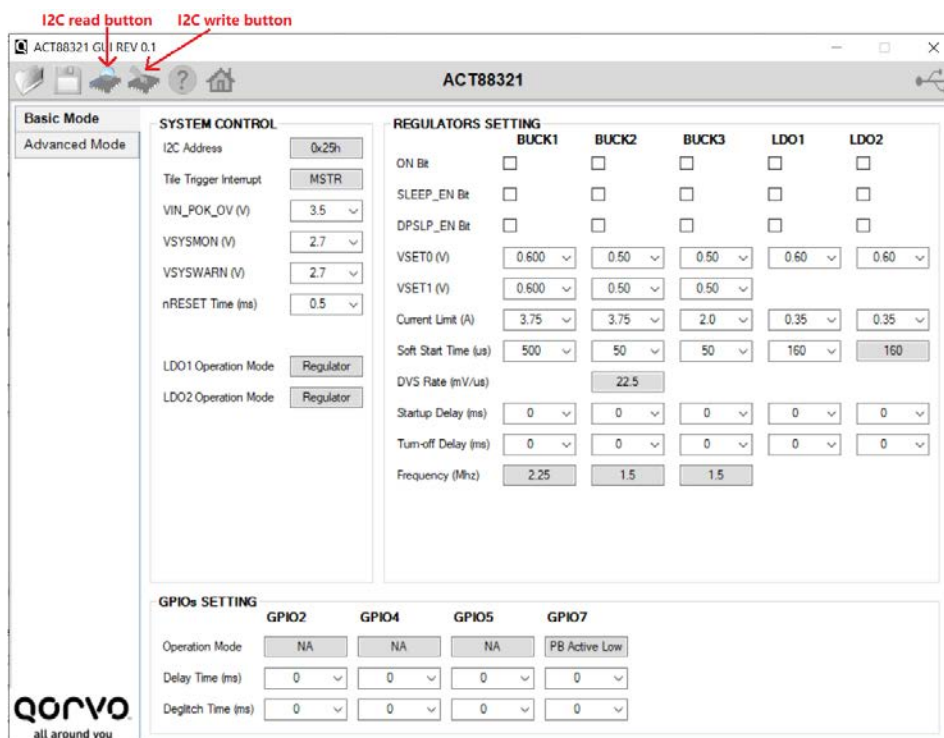 I2C read button I2C write button
ACT88321 GUI REV 0.1
ACT88321
Basic Mode
Advanced Mode
SYSTEM CONTROL
I2C Address 0x25h
Tile Trigger Interrupt MSTR
VIN_POK_OV (V) 3.5
VSYSMON (V) 2.7
VSYSWARN (V) 2.7
nRESET Time (ms) 0.5
LDO1 Operation Mode Regulator
LDO2 Operation Mode Regulator
REGULATORS SETTING
BUCK1 BUCK2 BUCK3 LDO1 LDO2
ON Bit
SLEEP_EN Bit
DPSLP_EN Bit
VSET0 (V) 0.600 0.50 0.50 0.60 0.60
VSET1 (V) 0.600 0.50 0.50
Current Limit (A) 3.75 3.75 2.0 0.35 0.35
Soft Start Time (us) 500 50 50 160 160
DVS Rate (mV/us) 22.5
Startup Delay (ms) 0 0 0 0 0
Turn-off Delay (ms) 0 0 0 0 0
Frequency (Mhz) 2.25 1.5 1.5
GPIOs SETTING
GPIO2 GPIO4 GPIO5 GPIO7
Operation Mode NA NA NA PB Active Low
Delay Time (ms) 0 0 0 0
Deglitch Time (ms) 0 0 0 0
QORVO
all around you